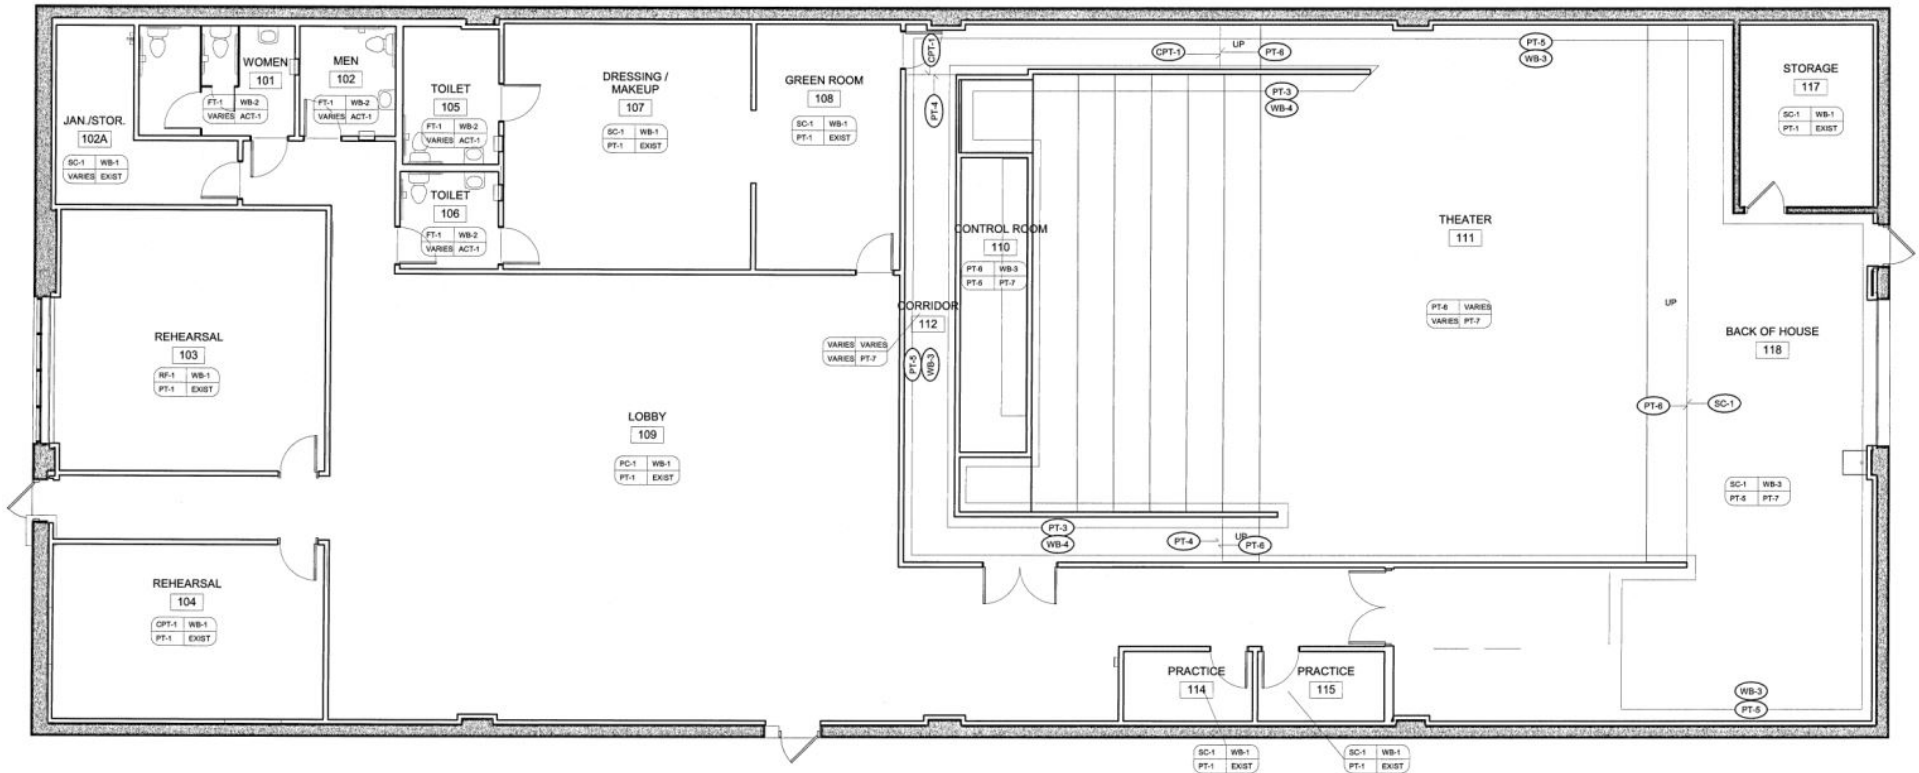 WOMEN
101
FT-1 WB-2
VARIES ACT-1
MEN
102
FT-1 WB-2
VARIES ACT-1
JAN./STOR.
102A
SC-1 WB-1
VARIES EXIST
TOILET
105
FT-1 WB-2
VARIES ACT-1
TOILET
106
FT-1 WB-2
VARIES ACT-1
DRESSING /
MAKEUP
107
SC-1 WB-1
PT-1 EXIST
GREEN ROOM
108
SC-1 WB-1
PT-1 EXIST
CPT-1
PT-4
CPT-1
UP
PT-6
PT-3
WB-4
PT-5
WB-3
STORAGE
117
SC-1 WB-1
PT-1 EXIST
CONTROL ROOM
110
PT-6 WB-3
PT-5 PT-7
THEATER
111
PT-6 VARIES
VARIES PT-7
CORRIDOR
112
VARIES VARIES
VARIES PT-7
PT-5
WB-3
UP
BACK OF HOUSE
118
PT-6
SC-1
SC-1 WB-3
PT-5 PT-7
REHEARSAL
103
RF-1 WB-1
PT-1 EXIST
LOBBY
109
PC-1 WB-1
PT-1 EXIST
PT-3
WB-4
PT-4
UP
PT-6
REHEARSAL
104
CPT-1 WB-1
PT-1 EXIST
PRACTICE
114
PRACTICE
115
WB-3
PT-5
SC-1 WB-1
PT-1 EXIST
SC-1 WB-1
PT-1 EXIST